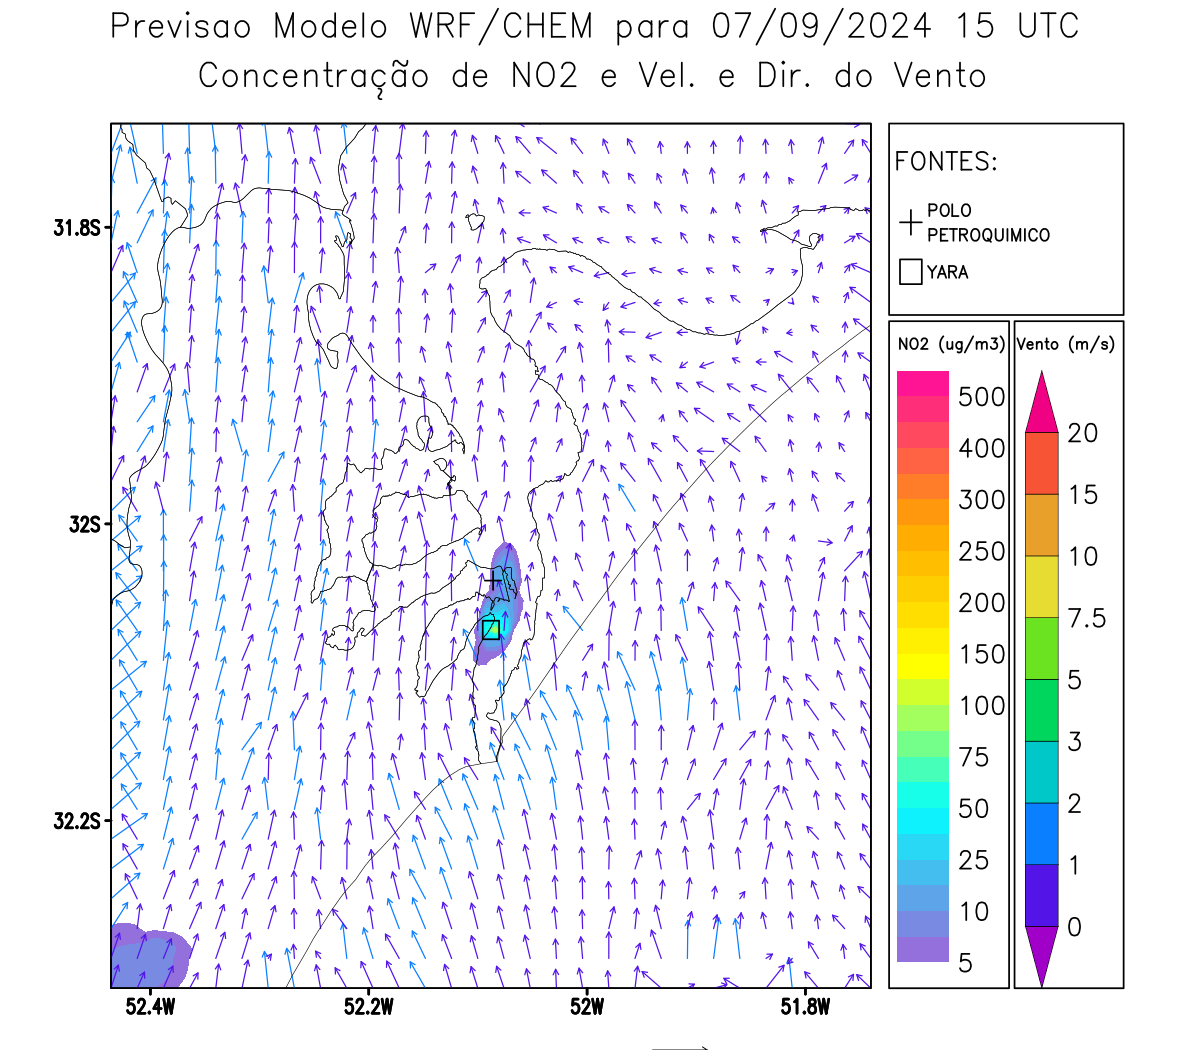 Previsao Modelo WRF/CHEM para 07/09/2024 15 UTC
Concentração de NO2 e Vel. e Dir. do Vento
FONTES:
POLO
PETROQUIMICO
YARA
NO2 (ug/m3)
500
400
300
250
200
150
100
75
50
25
10
5
Vento (m/s)
20
15
10
7.5
5
3
2
1
0
31.8S
32S
32.2S
52.4W
52.2W
52W
51.8W